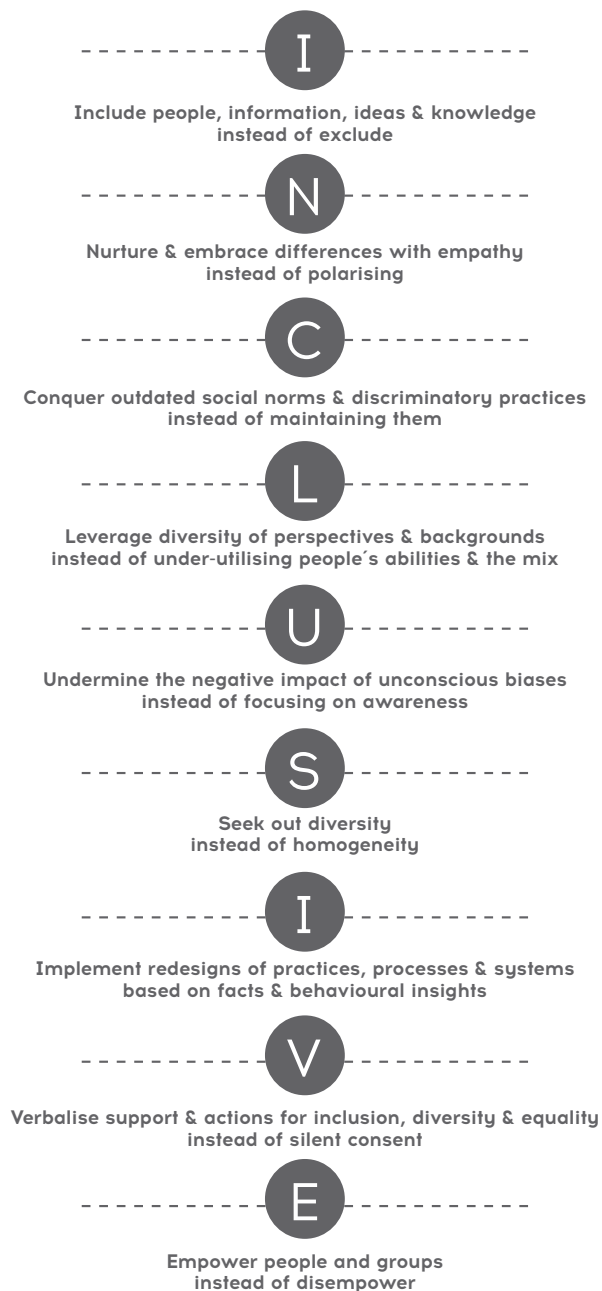 I
Include people, information, ideas & knowledge
instead of exclude
N
Nurture & embrace differences with empathy
instead of polarising
C
Conquer outdated social norms & discriminatory practices
instead of maintaining them
L
Leverage diversity of perspectives & backgrounds
instead of under-utilising people´s abilities & the mix
U
Undermine the negative impact of unconscious biases
instead of focusing on awareness
S
Seek out diversity
instead of homogeneity
I
Implement redesigns of practices, processes & systems
based on facts & behavioural insights
V
Verbalise support & actions for inclusion, diversity & equality
instead of silent consent
E
Empower people and groups
instead of disempower